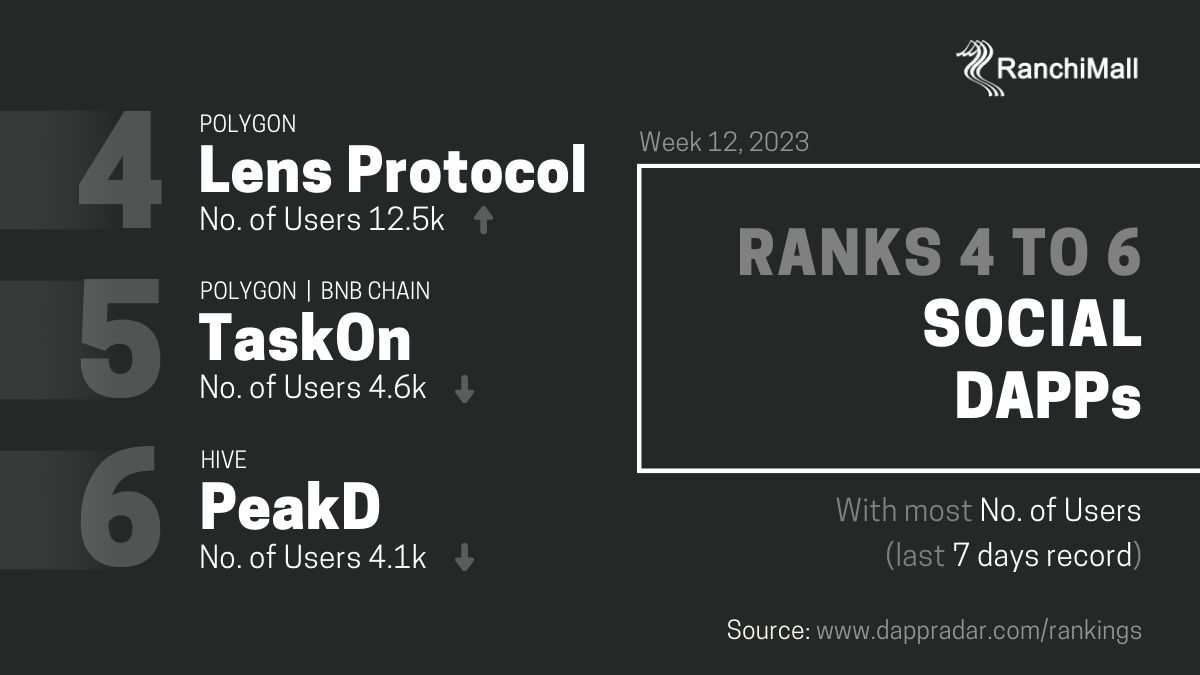 RanchiMall
4
POLYGON
Lens Protocol
No. of Users 12.5k
5
POLYGON | BNB CHAIN
TaskOn
No. of Users 4.6k
6
HIVE
PeakD
No. of Users 4.1k
Week 12, 2023
RANKS 4 TO 6
SOCIAL
DAPPs
With most No. of Users
(last 7 days record)
Source: www.dappradar.com/rankings